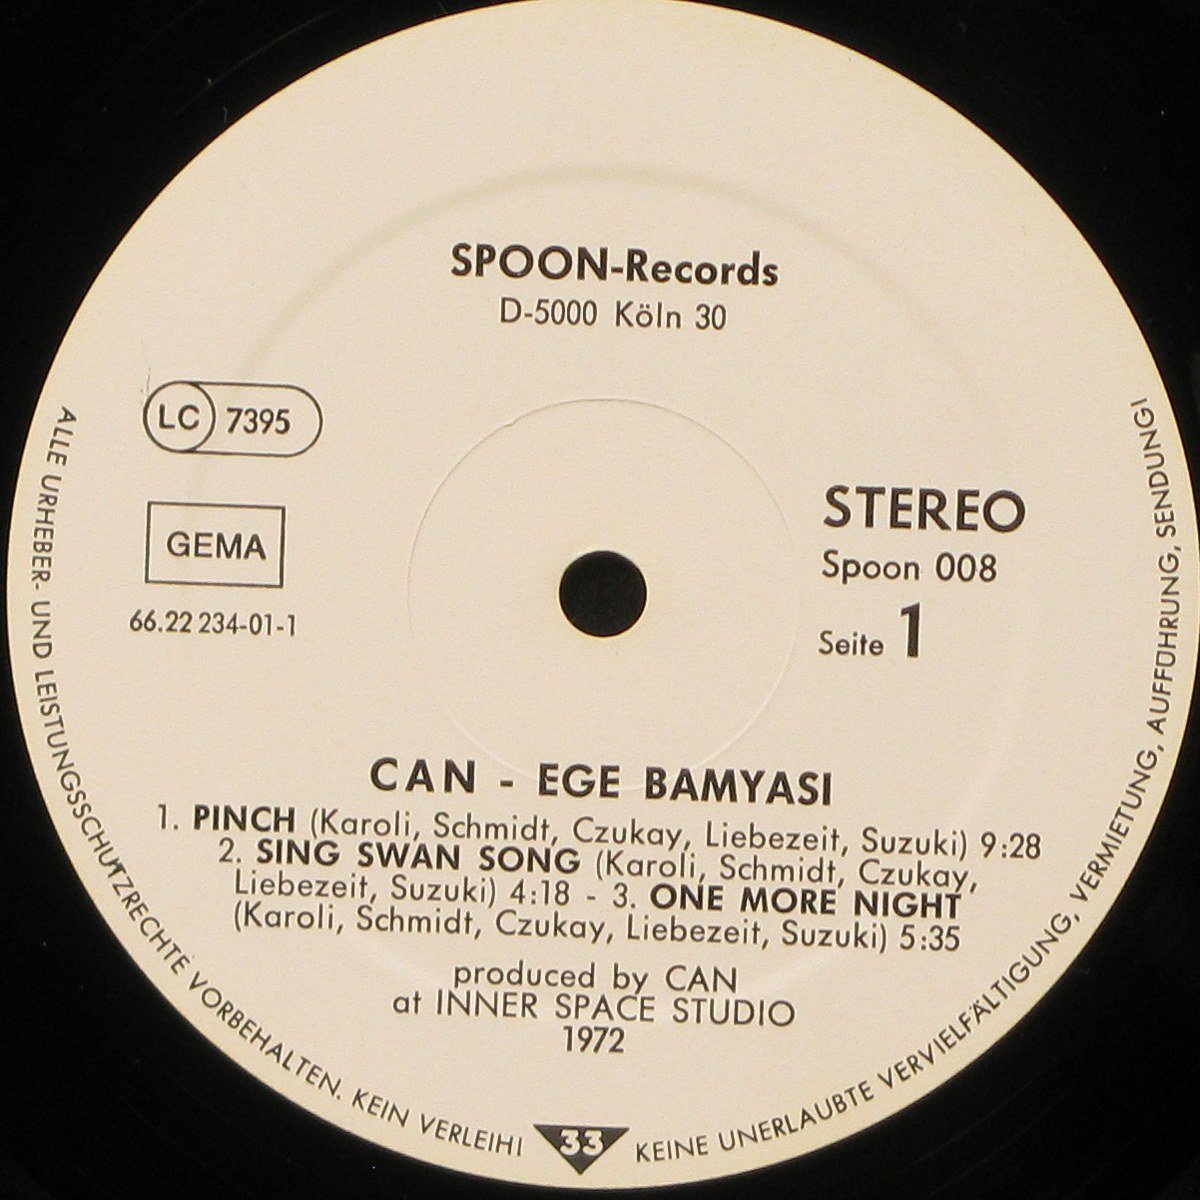 SPOON-Records
D-5000 Köln 30
LC 7395
GEMA
66.22 234-01-1
STEREO
Spoon 008
Seite 1
CAN - EGE BAMYASI
1. PINCH (Karoli, Schmidt, Czukay, Liebezeit, Suzuki) 9:28
2. SING SWAN SONG (Karoli, Schmidt, Czukay,
Liebezeit, Suzuki) 4:18 - 3. ONE MORE NIGHT
(Karoli, Schmidt, Czukay, Liebezeit, Suzuki) 5:35
produced by CAN
at INNER SPACE STUDIO
1972
ALLE URHEBER- UND LEISTUNGSSCHUTZRECHTE VORBEHALTEN. KEIN VERLEIH!
33
KEINE UNERLAUBTE VERVIELFÄLTIGUNG, VERMIETUNG, AUFFÜHRUNG, SENDUNG!